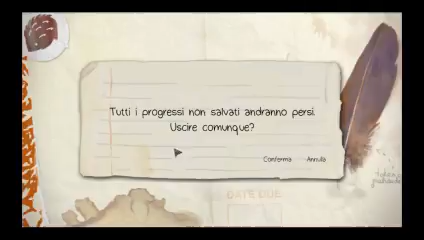 Tutti i progressi non salvati andranno persi.
Uscire comunque?
Conferma Annulla
DATE DUE